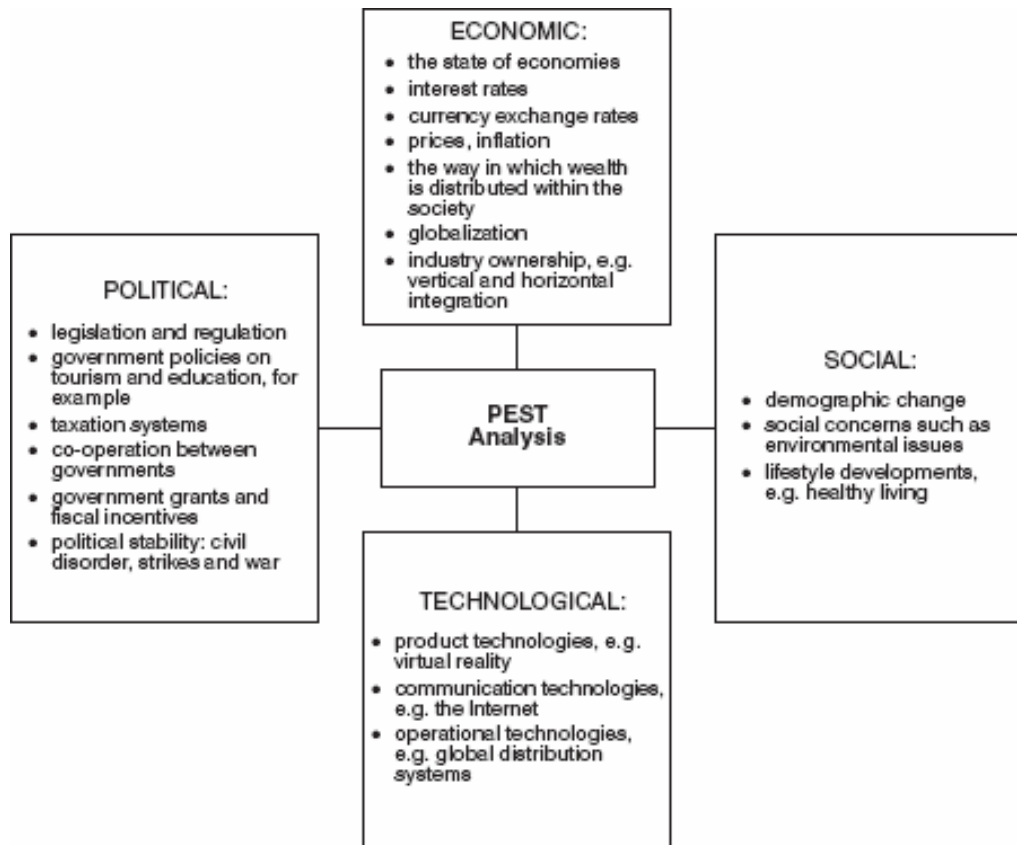 ECONOMIC:
• the state of economies
• interest rates
• currency exchange rates
• prices, inflation
• the way in which wealth
is distributed within the
society
• globalization
• industry ownership, e.g.
vertical and horizontal
integration
POLITICAL:
• legislation and regulation
• government policies on
tourism and education, for
example
• taxation systems
• co-operation between
governments
• government grants and
fiscal incentives
• political stability: civil
disorder, strikes and war
PEST
Analysis
SOCIAL:
• demographic change
• social concerns such as
environmental issues
• lifestyle developments,
e.g. healthy living
TECHNOLOGICAL:
• product technologies, e.g.
virtual reality
• communication technologies,
e.g. the Internet
• operational technologies,
e.g. global distribution
systems